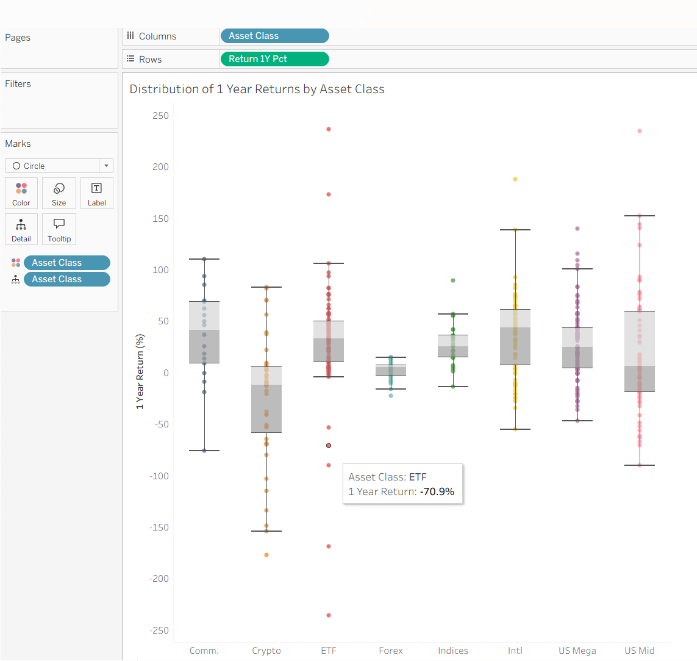 Pages
Columns
Asset Class
Rows
Return 1Y Pct
Filters
Distribution of 1 Year Returns by Asset Class
Marks
Circle
Color
Size
Label
Detail
Tooltip
Asset Class
Asset Class
1 Year Return (%)
250
200
150
100
50
0
-50
-100
-150
-200
-250
Asset Class: ETF
1 Year Return: -70.9%
Comm.
Crypto
ETF
Forex
Indices
Intl
US Mega
US Mid